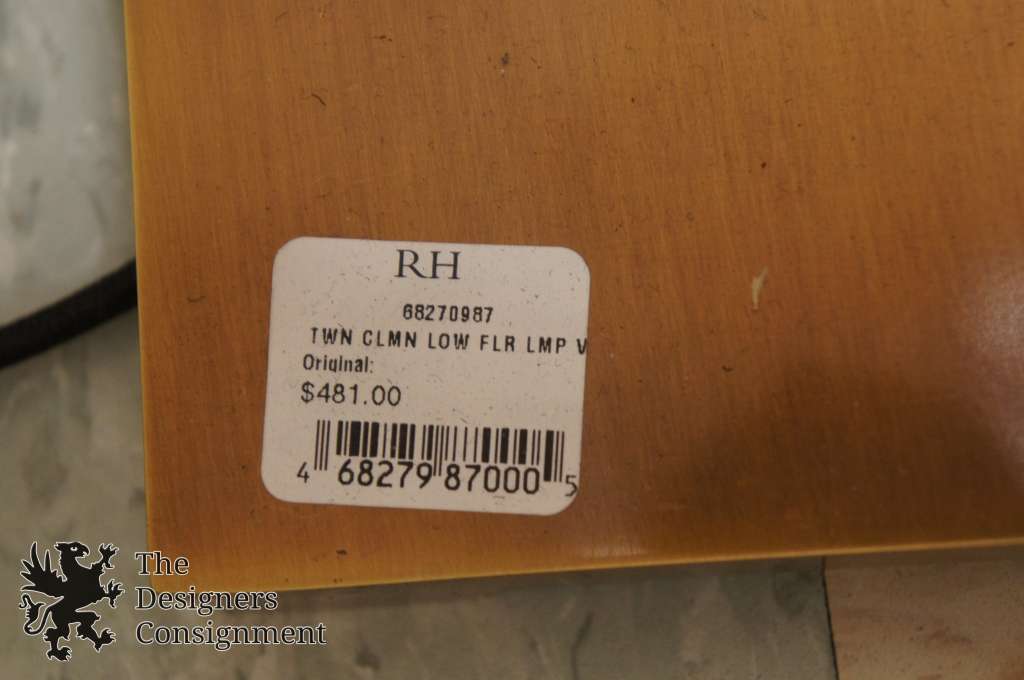 RH
68270987
TWN CLMN LOW FLR LMP V
Original:
$481.00
4 68279 87000 5
The
Designers
Consignment